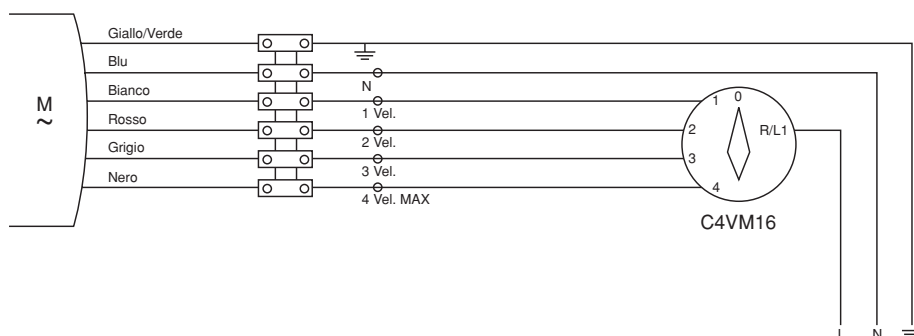 Giallo/Verde
Blu
N
Bianco
1 Vel.
Rosso
2 Vel.
Grigio
3 Vel.
Nero
4 Vel. MAX
M
~
0
1
2
3
4
R/L1
C4VM16
L N